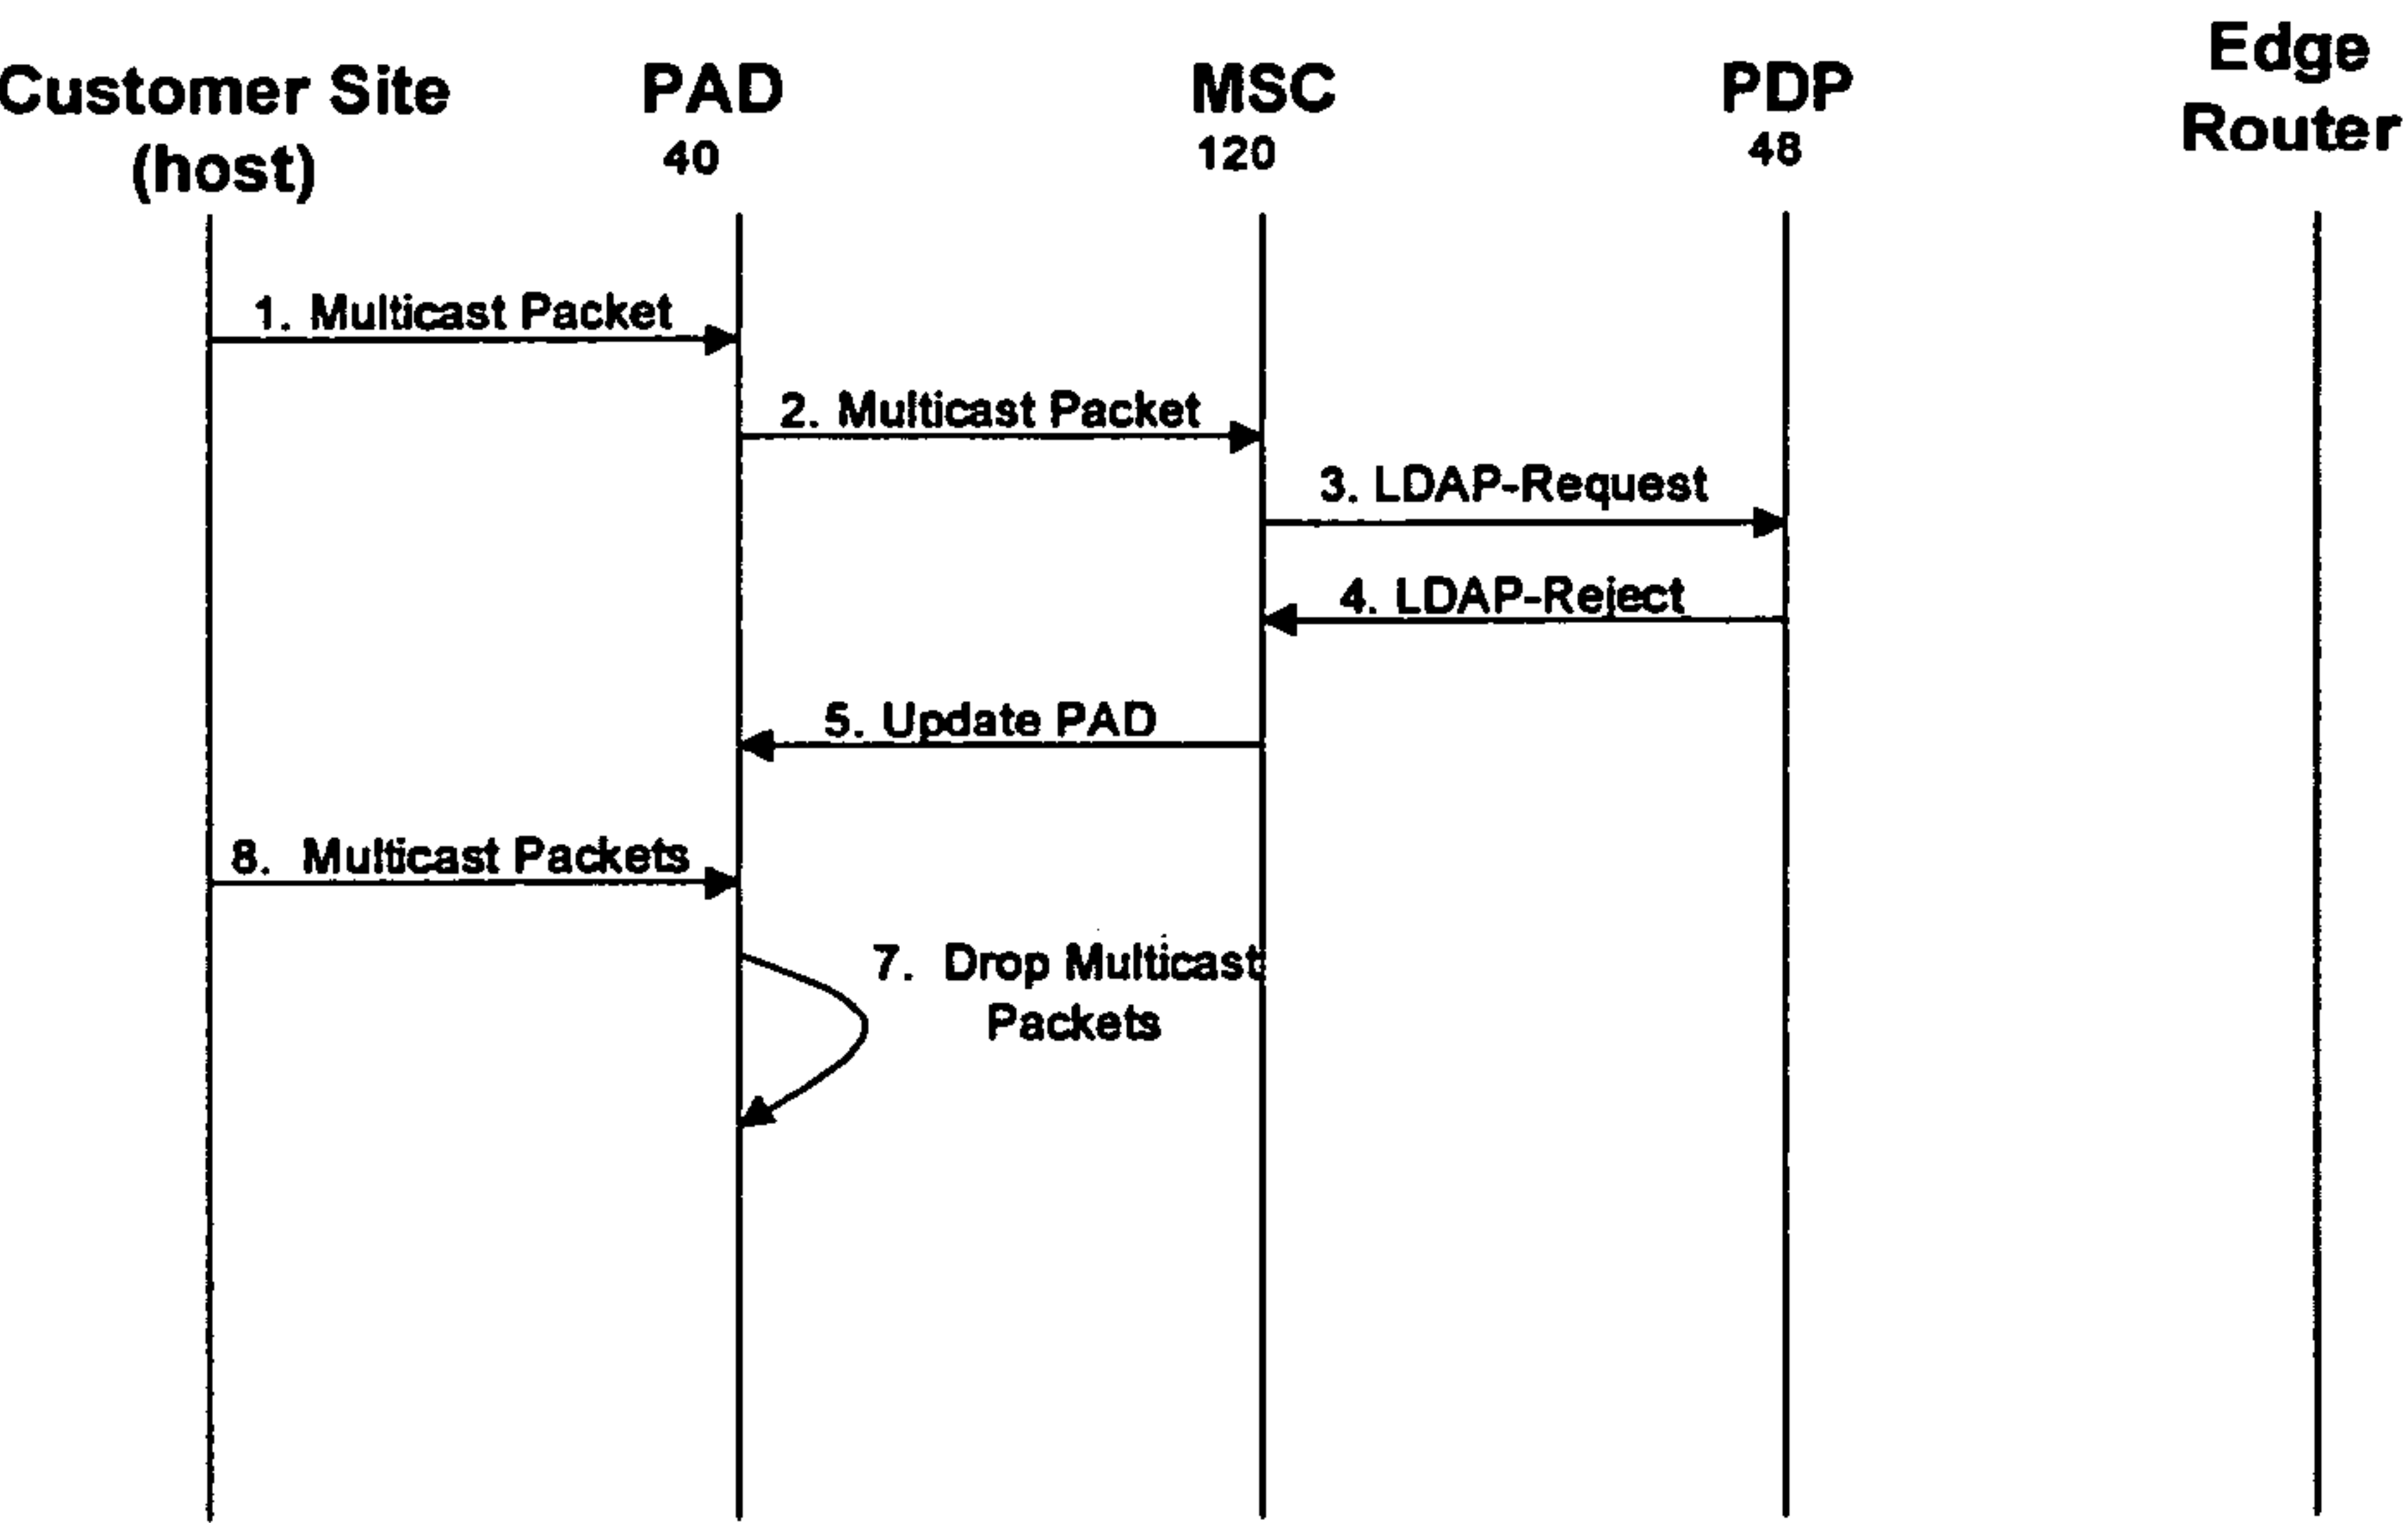 Customer Site
(host)
PAD
40
MSC
120
PDP
48
Edge
Router
1. Multicast Packet
2. Multicast Packet
3. LDAP-Request
4. LDAP-Reject
5. Update PAD
8. Multicast Packets
7. Drop Multicast
Packets